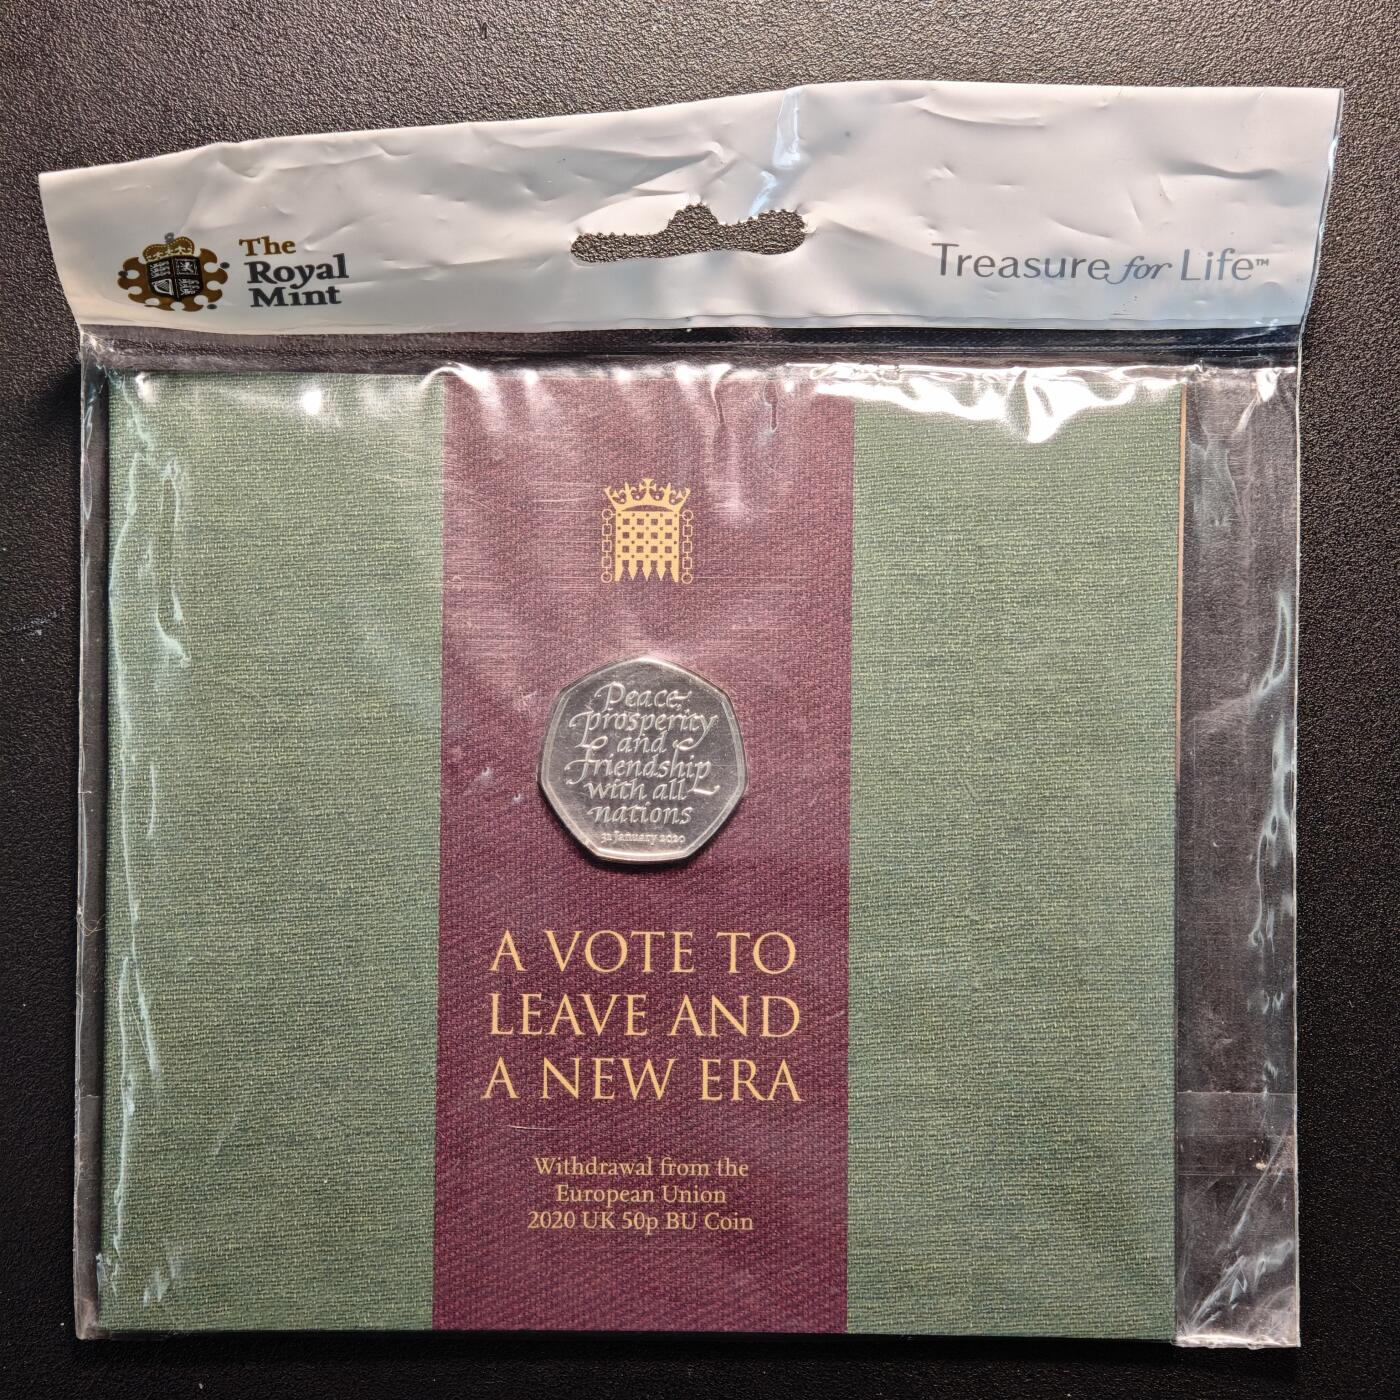 The
Royal
Mint
Treasure for Life™
Peace,
prosperity
and
friendship
with all
nations
31 January 2020
A VOTE TO
LEAVE AND
A NEW ERA
Withdrawal from the
European Union
2020 UK 50p BU Coin